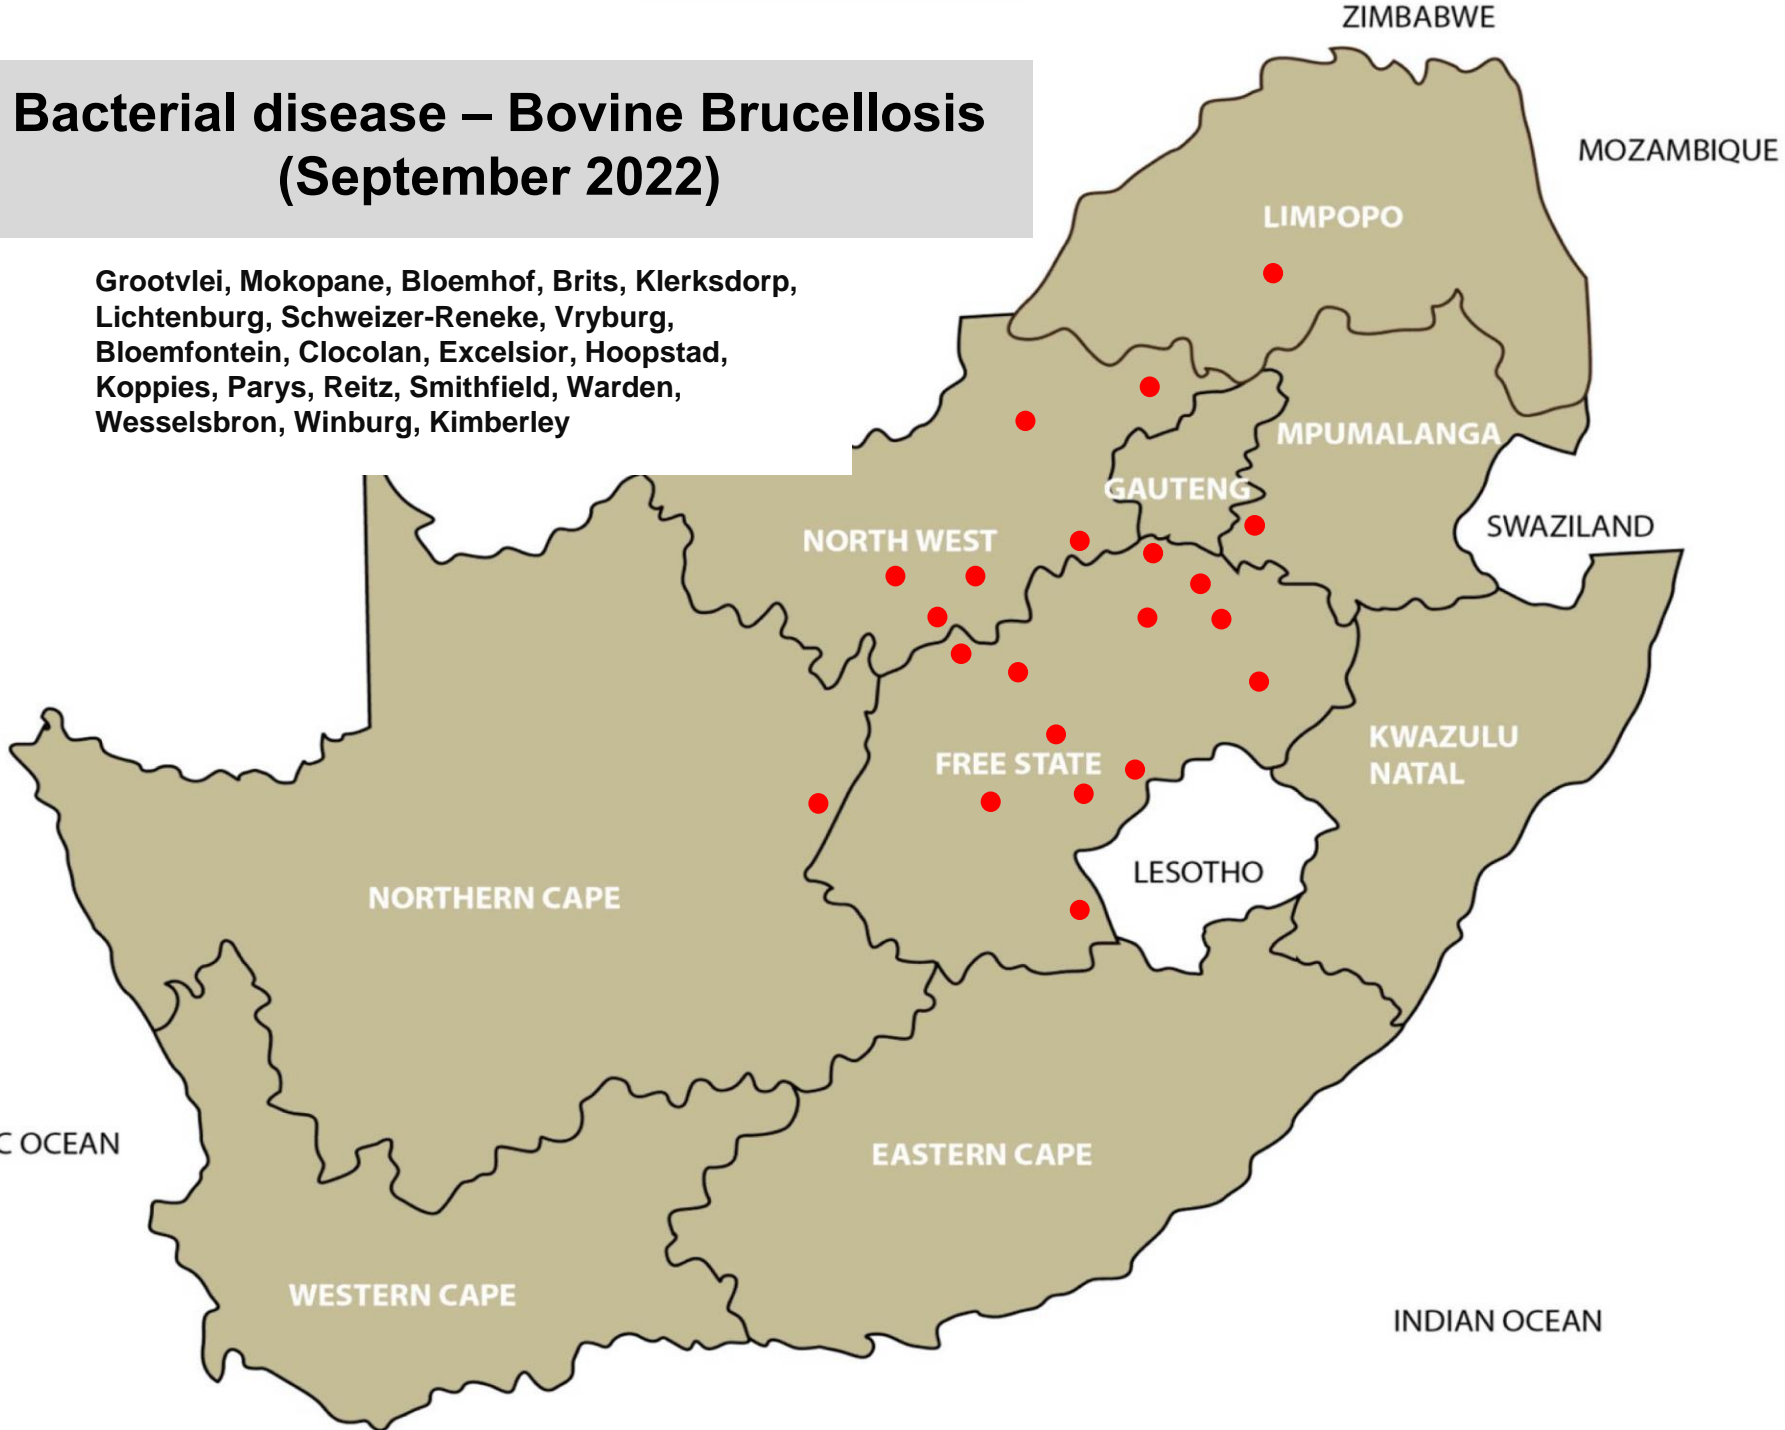 ZIMBABWE
Bacterial disease – Bovine Brucellosis
(September 2022)
MOZAMBIQUE
LIMPOPO
Grootvlei, Mokopane, Bloemhof, Brits, Klerksdorp,
Lichtenburg, Schweizer-Reneke, Vryburg,
Bloemfontein, Clocolan, Excelsior, Hoopstad,
Koppies, Parys, Reitz, Smithfield, Warden,
Wesselsbron, Winburg, Kimberley
MPUMALANGA
GAUTENG
SWAZILAND
NORTH WEST
KWAZULU
NATAL
FREE STATE
LESOTHO
NORTHERN CAPE
C OCEAN
EASTERN CAPE
WESTERN CAPE
INDIAN OCEAN